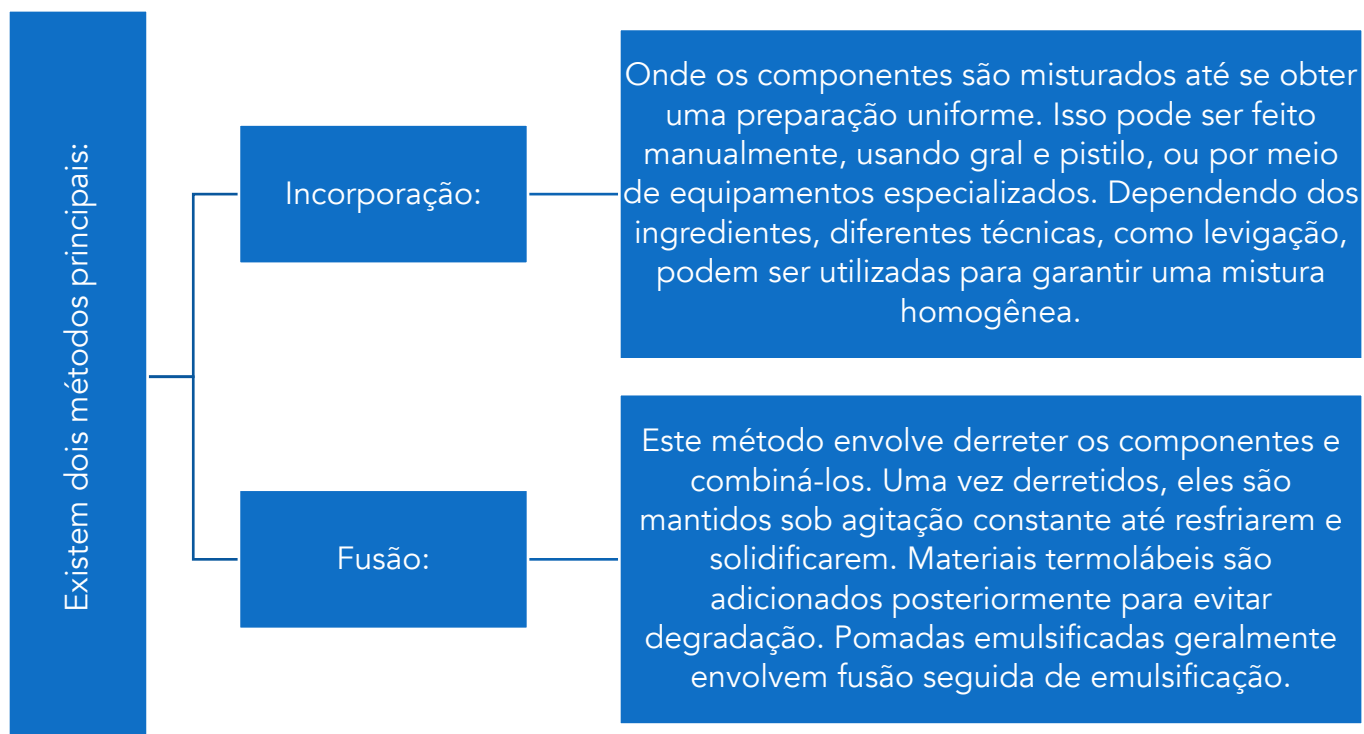 Existem dois métodos principais:
Incorporação:
Onde os componentes são misturados até se obter
uma preparação uniforme. Isso pode ser feito
manualmente, usando gral e pistilo, ou por meio
de equipamentos especializados. Dependendo dos
ingredientes, diferentes técnicas, como levigação,
podem ser utilizadas para garantir uma mistura
homogênea.
Fusão:
Este método envolve derreter os componentes e
combiná-los. Uma vez derretidos, eles são
mantidos sob agitação constante até resfriarem e
solidificarem. Materiais termolábeis são
adicionados posteriormente para evitar
degradação. Pomadas emulsificadas geralmente
envolvem fusão seguida de emulsificação.